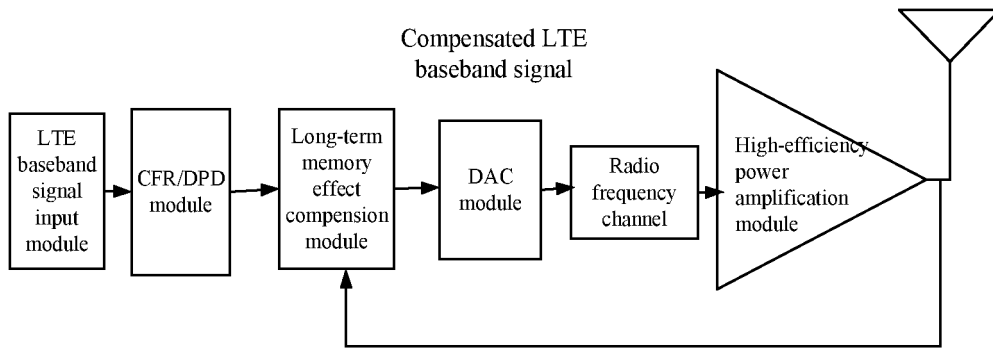 Compensated LTE
baseband signal
LTE
baseband
signal
input
module
CFR/DPD
module
Long-term
memory
effect
compension
module
DAC
module
Radio
frequency
channel
High-efficiency
power
amplification
module